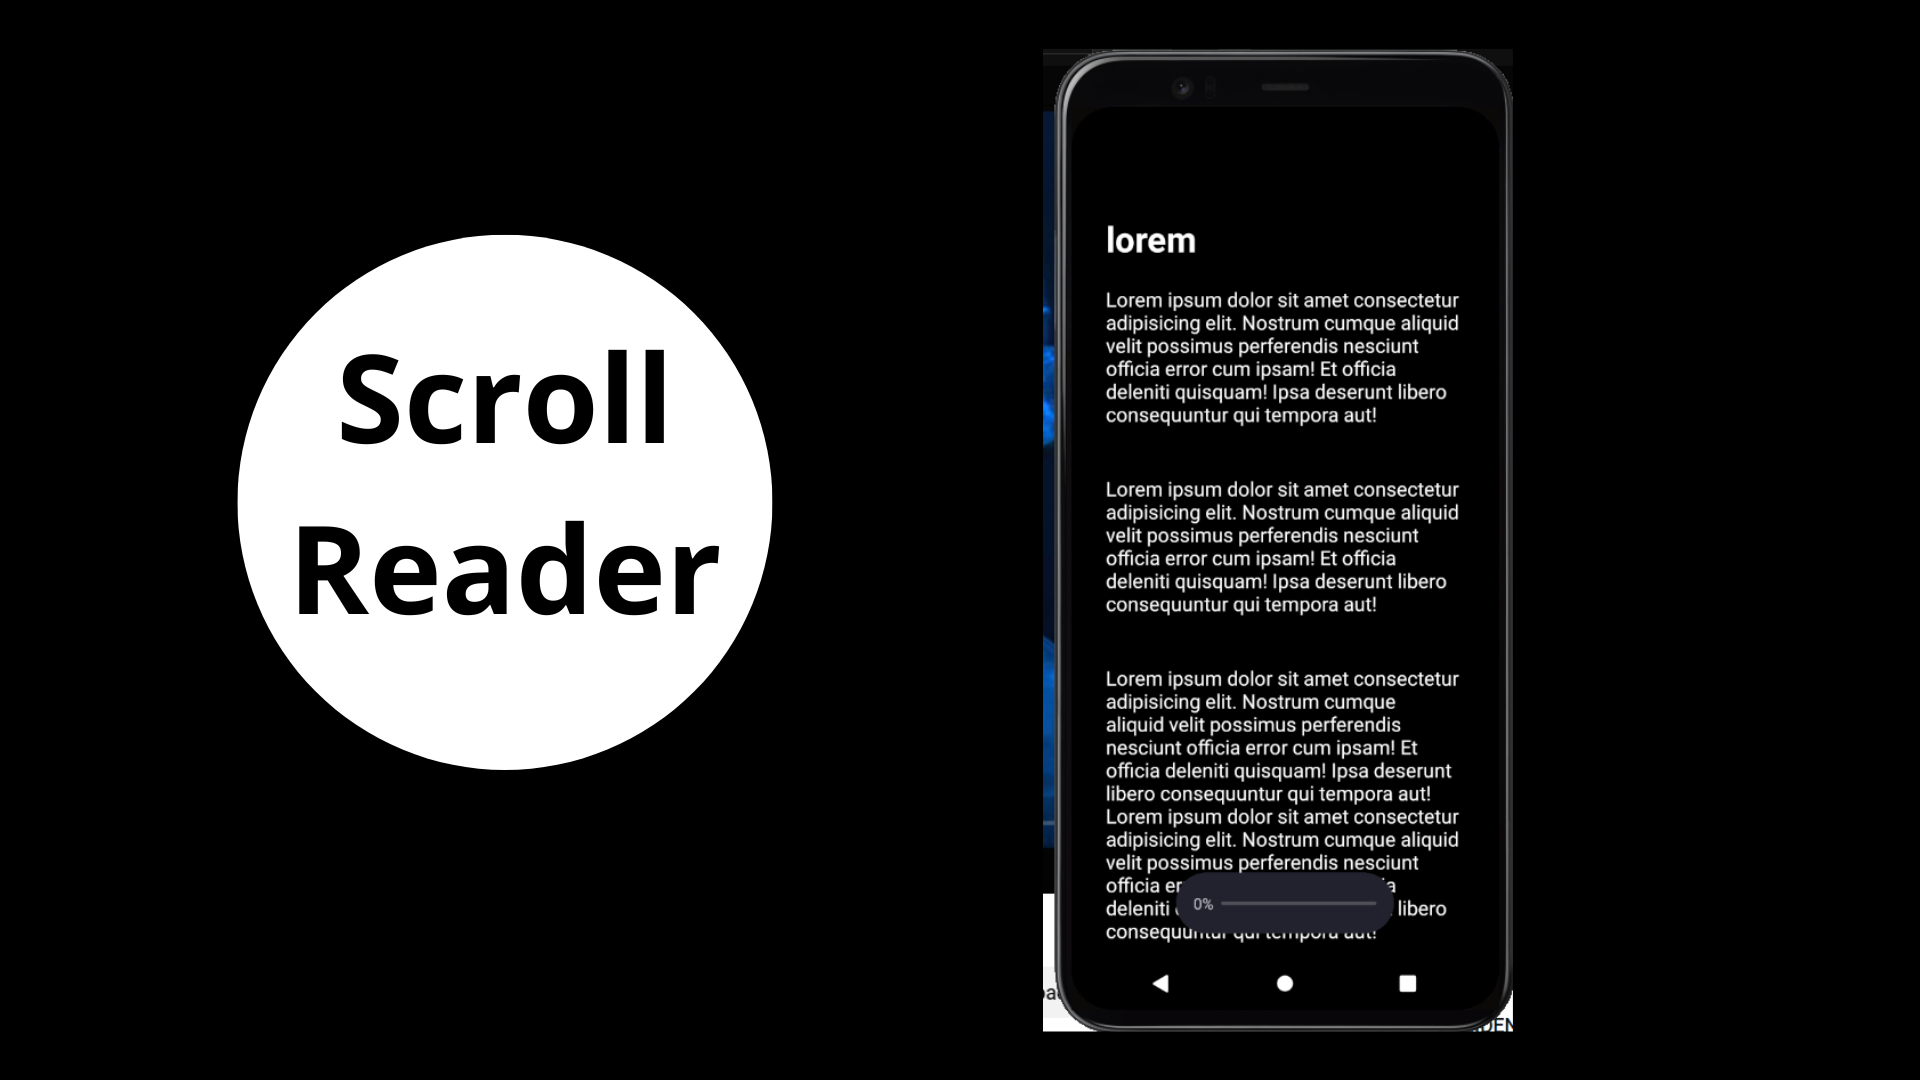 Scroll
Reader
lorem
Lorem ipsum dolor sit amet consectetur
adipisicing elit. Nostrum cumque aliquid
velit possimus perferendis nesciunt
officia error cum ipsam! Et officia
deleniti quisquam! Ipsa deserunt libero
consequuntur qui tempora aut!
Lorem ipsum dolor sit amet consectetur
adipisicing elit. Nostrum cumque aliquid
velit possimus perferendis nesciunt
officia error cum ipsam! Et officia
deleniti quisquam! Ipsa deserunt libero
consequuntur qui tempora aut!
Lorem ipsum dolor sit amet consectetur
adipisicing elit. Nostrum cumque
aliquid velit possimus perferendis
nesciunt officia error cum ipsam! Et
officia deleniti quisquam! Ipsa deserunt
libero consequuntur qui tempora aut!
Lorem ipsum dolor sit amet consectetur
adipisicing elit. Nostrum cumque aliquid
velit possimus perferendis nesciunt
officia
deleniti libero
0%
consequuntur qui tempora aut!